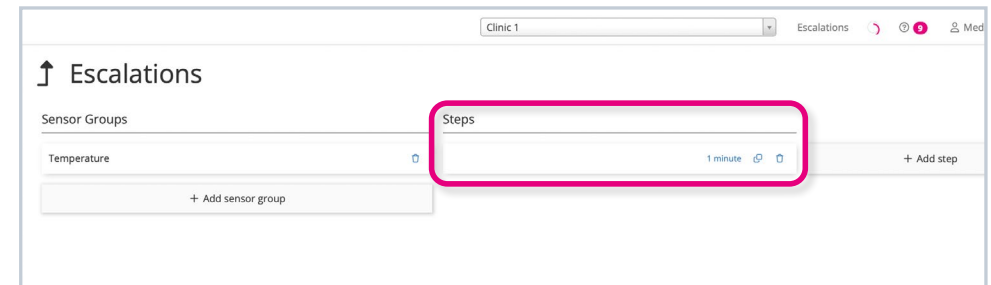 Clinic 1
Escalations
9
Med
Escalations
Sensor Groups
Steps
Temperature
1 minute
+ Add step
+ Add sensor group